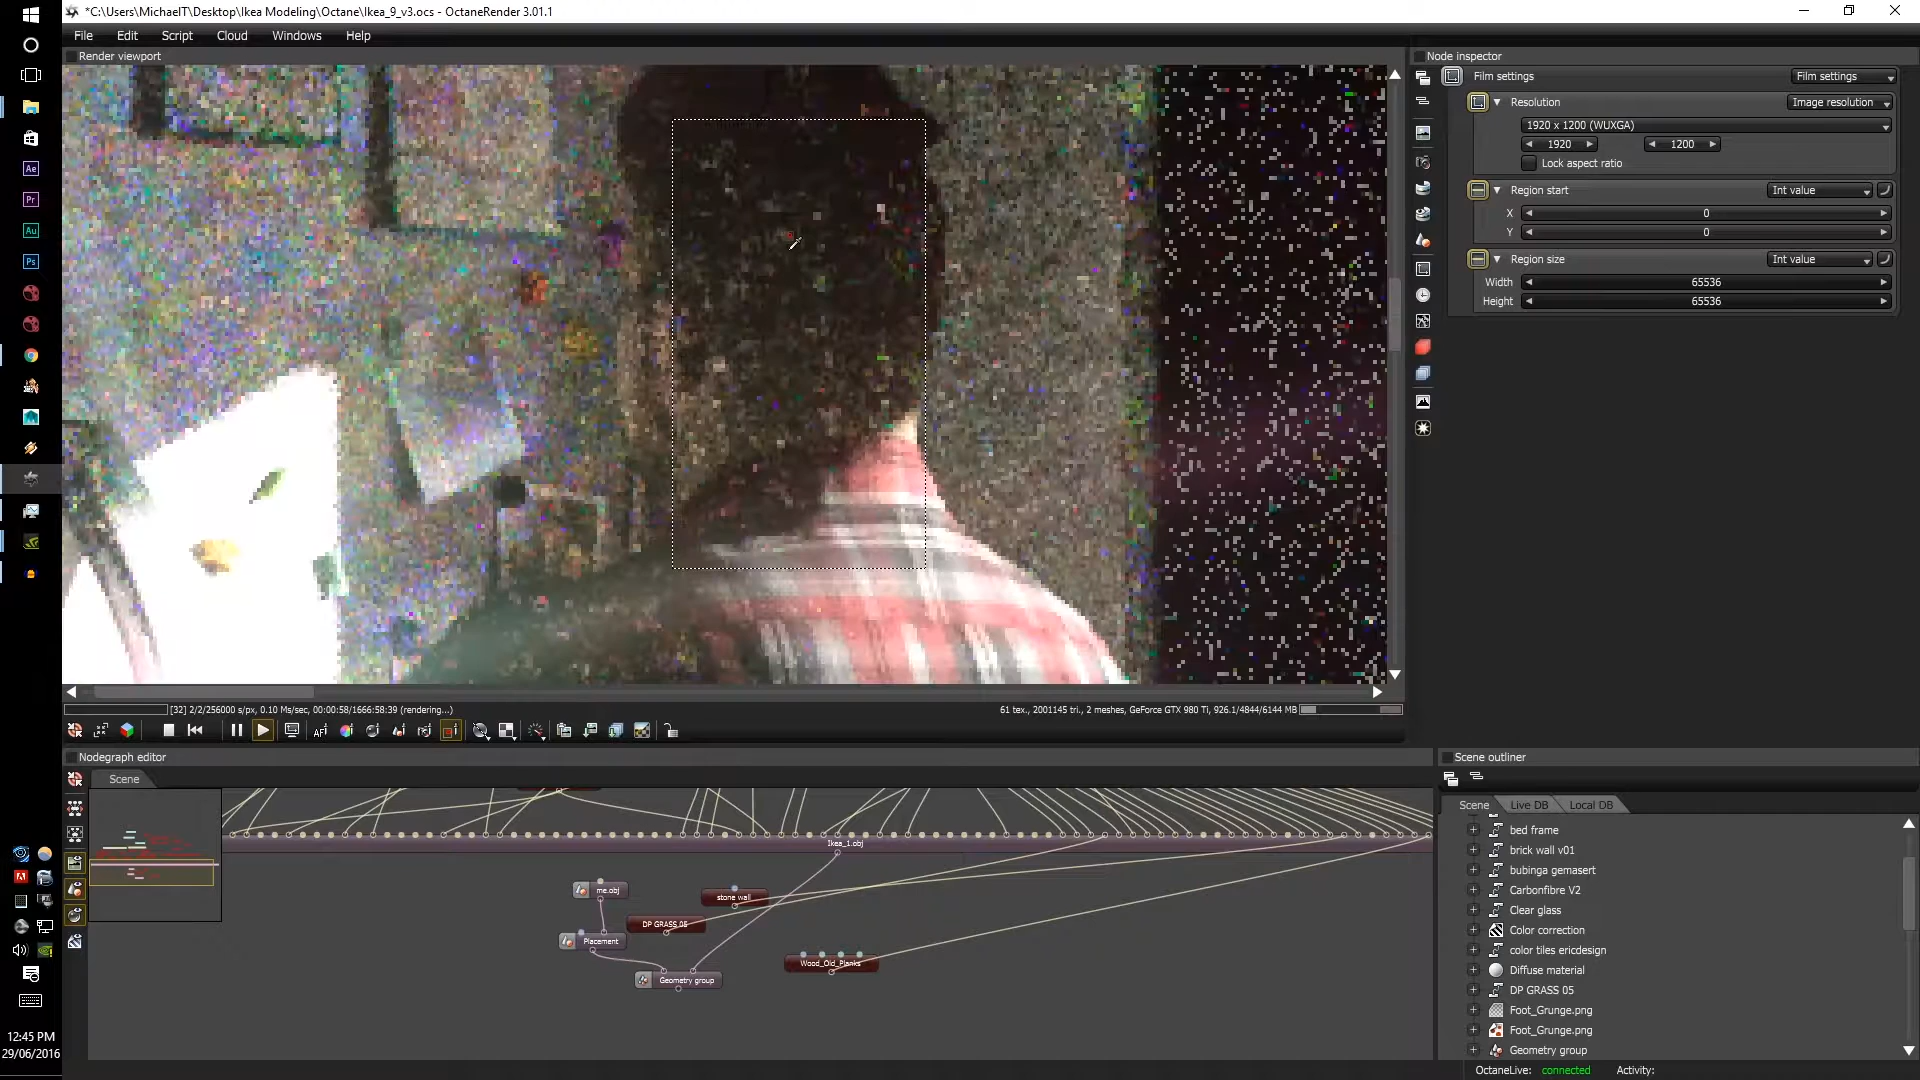 *C:\Users\MichaelT\Desktop\Ikea Modeling\Octane\Ikea_9_v3.ocs - OctaneRender 3.01.1
File Edit Script Cloud Windows Help
Render viewport
Node inspector
Film settings Film settings
Resolution Image resolution
1920 x 1200 (WUXGA)
1920 1200
Lock aspect ratio
Region start Int value
X 0
Y 0
Region size Int value
Width 65536
Height 65536
Ae
Pr
Au
Ps
[32] 2/2/256000 s/px, 0.10 Ms/sec, 00:00:58/1666:58:39 (rendering...)
61 tex., 2001145 tri., 2 meshes, GeForce GTX 980 Ti, 926.1/4844/6144 MB
AF
Nodegraph editor
Scene
Ikea_1.obj
me.obj
stone wall
DP GRASS 05
Placement
Wood_Old_Planks
Geometry group
Scene outliner
Scene Live DB Local DB
bed frame
brick wall v01
bubinga gemasert
Carbonfibre V2
Clear glass
Color correction
color tiles ericdesign
Diffuse material
DP GRASS 05
Foot_Grunge.png
Foot_Grunge.png
Geometry group
OctaneLive: connected Activity:
12:45 PM
29/06/2016